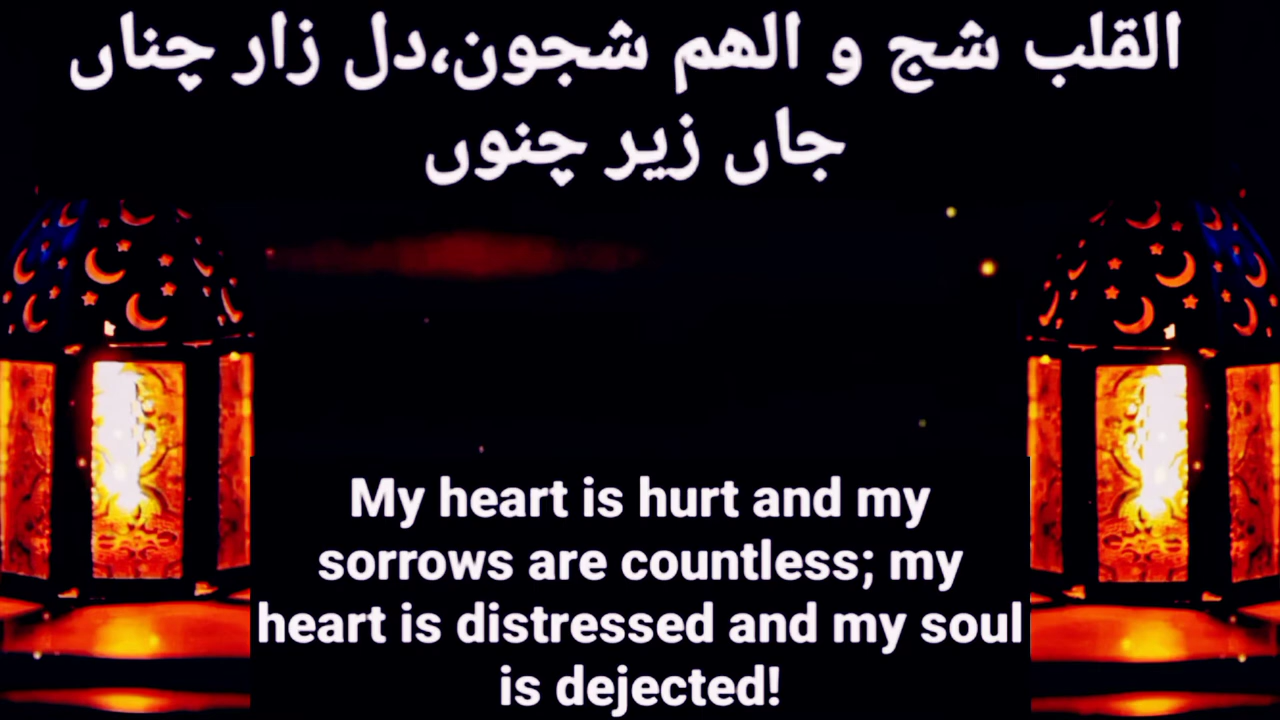 القلب شج و الهم شجون،دل زار چناں
جاں زیر چنوں
My heart is hurt and my
sorrows are countless; my
heart is distressed and my soul
is dejected!